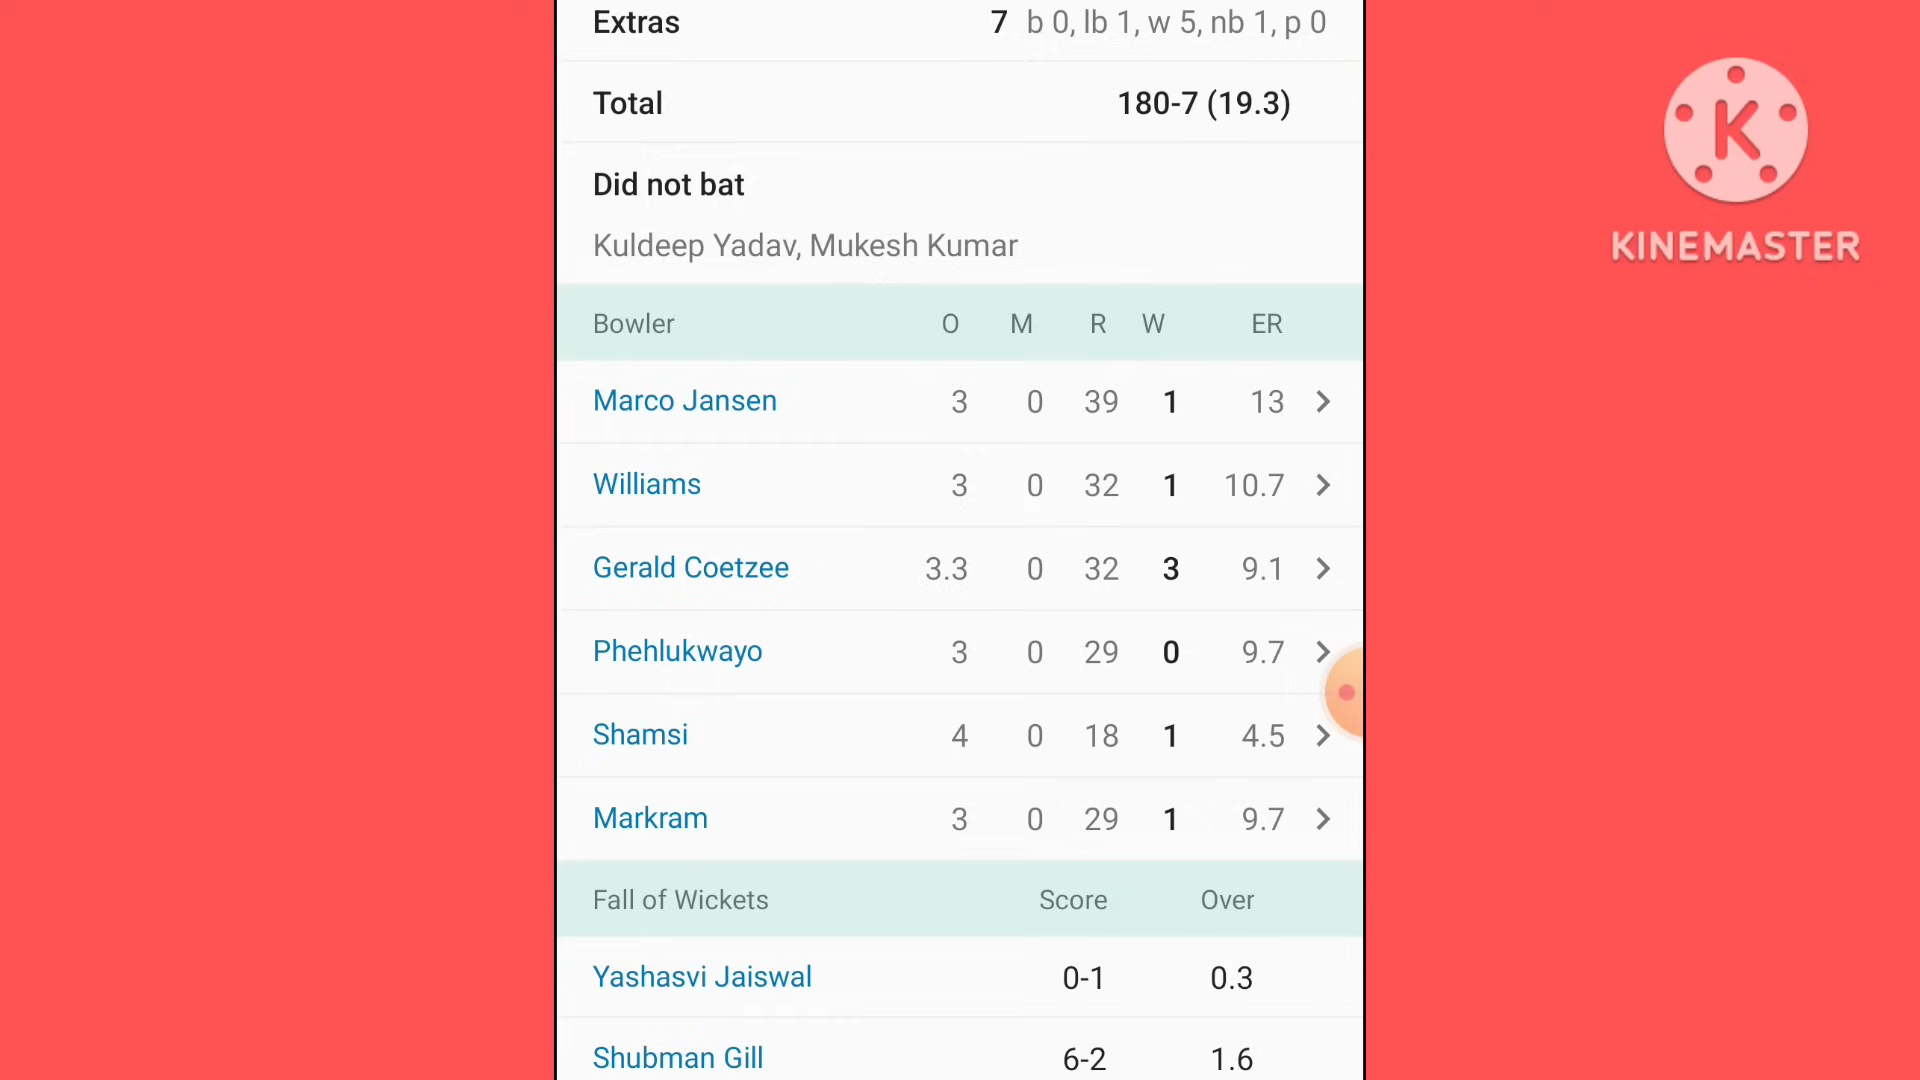 Extras 7 b 0, lb 1, w 5, nb 1, p 0
Total 180-7 (19.3)
Did not bat
Kuldeep Yadav, Mukesh Kumar
Bowler O M R W ER
Marco Jansen 3 0 39 1 13
Williams 3 0 32 1 10.7
Gerald Coetzee 3.3 0 32 3 9.1
Phehlukwayo 3 0 29 0 9.7
Shamsi 4 0 18 1 4.5
Markram 3 0 29 1 9.7
Fall of Wickets Score Over
Yashasvi Jaiswal 0-1 0.3
Shubman Gill 6-2 1.6
K
KINEMASTER